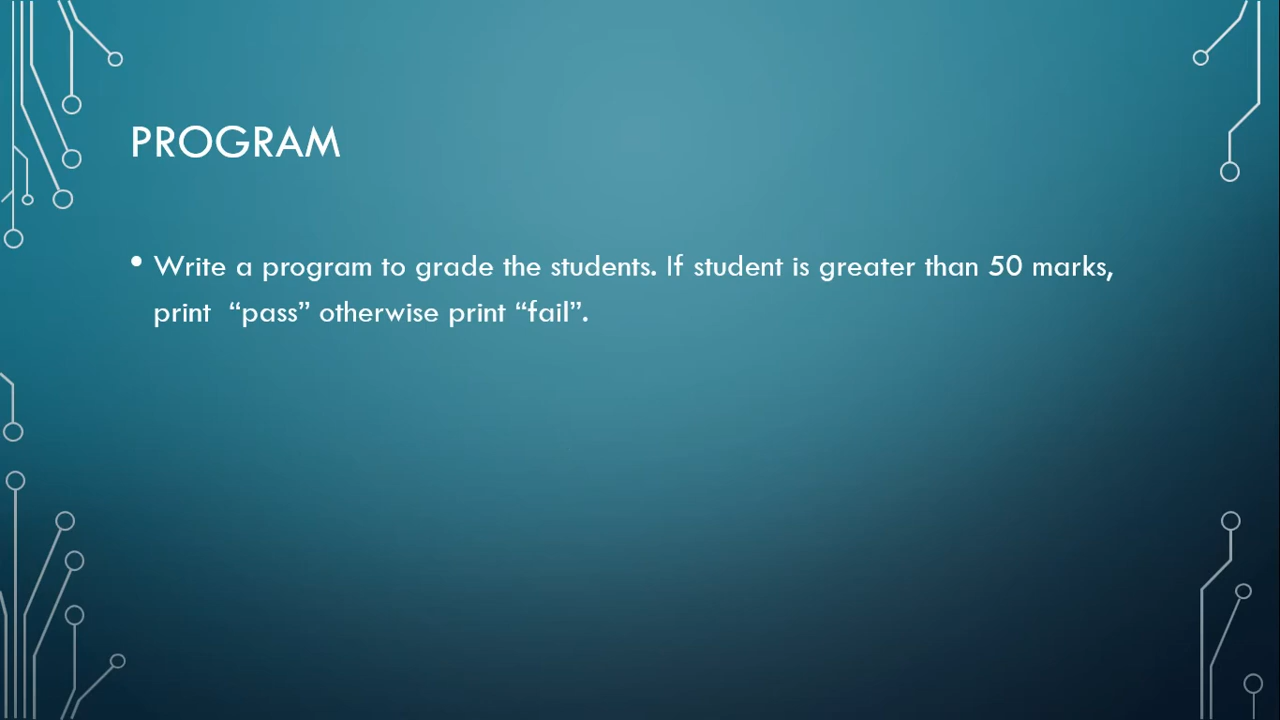 PROGRAM
• Write a program to grade the students. If student is greater than 50 marks,
print  “pass” otherwise print “fail”.